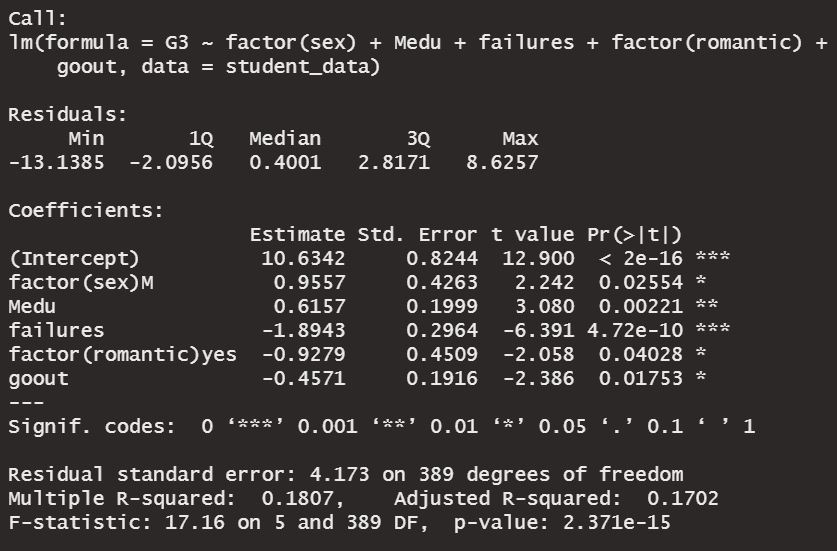 Call:
lm(formula = G3 ~ factor(sex) + Medu + failures + factor(romantic) +
    goout, data = student_data)

Residuals:
     Min       1Q   Median       3Q      Max
-13.1385  -2.0956   0.4001   2.8171   8.6257

Coefficients:
                    Estimate Std. Error t value Pr(>|t|)
(Intercept)          10.6342     0.8244  12.900  < 2e-16 ***
factor(sex)M          0.9557     0.4263   2.242  0.02554 *
Medu                  0.6157     0.1999   3.080  0.00221 **
failures             -1.8943     0.2964  -6.391 4.72e-10 ***
factor(romantic)yes  -0.9279     0.4509  -2.058  0.04028 *
goout                -0.4571     0.1916  -2.386  0.01753 *
---
Signif. codes:  0 ‘***’ 0.001 ‘**’ 0.01 ‘*’ 0.05 ‘.’ 0.1 ‘ ’ 1

Residual standard error: 4.173 on 389 degrees of freedom
Multiple R-squared:  0.1807,    Adjusted R-squared:  0.1702
F-statistic: 17.16 on 5 and 389 DF,  p-value: 2.371e-15